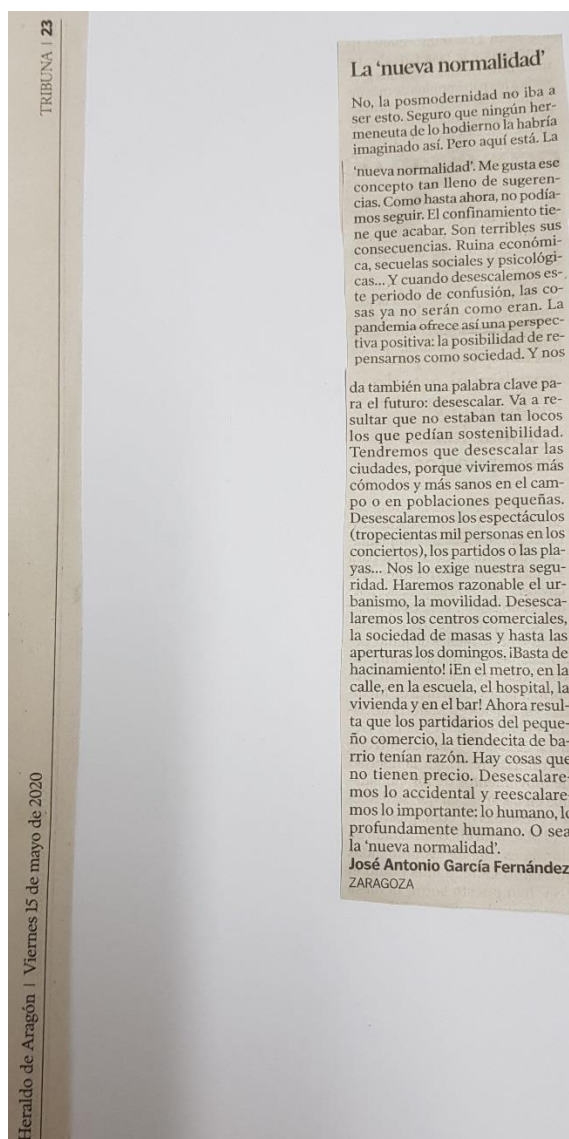 TRIBUNA | 23
Heraldo de Aragón | Viernes 15 de mayo de 2020
La ‘nueva normalidad’
No, la posmodernidad no iba a
ser esto. Seguro que ningún her-
meneuta de lo hodierno la habría
imaginado así. Pero aquí está. La
‘nueva normalidad’. Me gusta ese
concepto tan lleno de sugeren-
cias. Como hasta ahora, no podía-
mos seguir. El confinamiento tie-
ne que acabar. Son terribles sus
consecuencias. Ruina económi-
ca, secuelas sociales y psicológi-
cas... Y cuando desescalemos es-
te periodo de confusión, las co-
sas ya no serán como eran. La
pandemia ofrece así una perspec-
tiva positiva: la posibilidad de re-
pensarnos como sociedad. Y nos
da también una palabra clave pa-
ra el futuro: desescalar. Va a re-
sultar que no estaban tan locos
los que pedían sostenibilidad.
Tendremos que desescalar las
ciudades, porque viviremos más
cómodos y más sanos en el cam-
po o en poblaciones pequeñas.
Desescalaremos los espectáculos
(tropecientas mil personas en los
conciertos), los partidos o las pla-
yas... Nos lo exige nuestra segu-
ridad. Haremos razonable el ur-
banismo, la movilidad. Desesca-
laremos los centros comerciales,
la sociedad de masas y hasta las
aperturas los domingos. ¡Basta de
hacinamiento! ¡En el metro, en la
calle, en la escuela, el hospital, la
vivienda y en el bar! Ahora resul-
ta que los partidarios del peque-
ño comercio, la tiendecita de ba-
rrio tenían razón. Hay cosas que
no tienen precio. Desescalare-
mos lo accidental y reescalare-
mos lo importante: lo humano, lo
profundamente humano. O sea
la ‘nueva normalidad’.
José Antonio García Fernández
ZARAGOZA